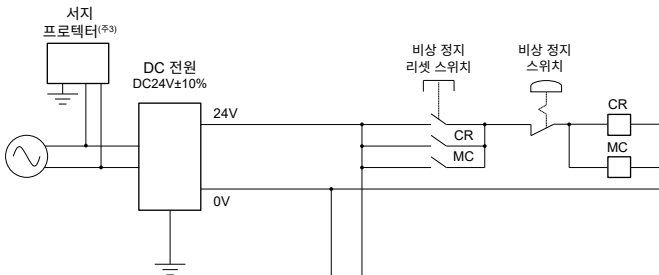 서지
프로텍터(주3)
DC 전원
DC24V±10%
24V
0V
비상 정지
리셋 스위치
CR
MC
비상 정지
스위치
CR
MC